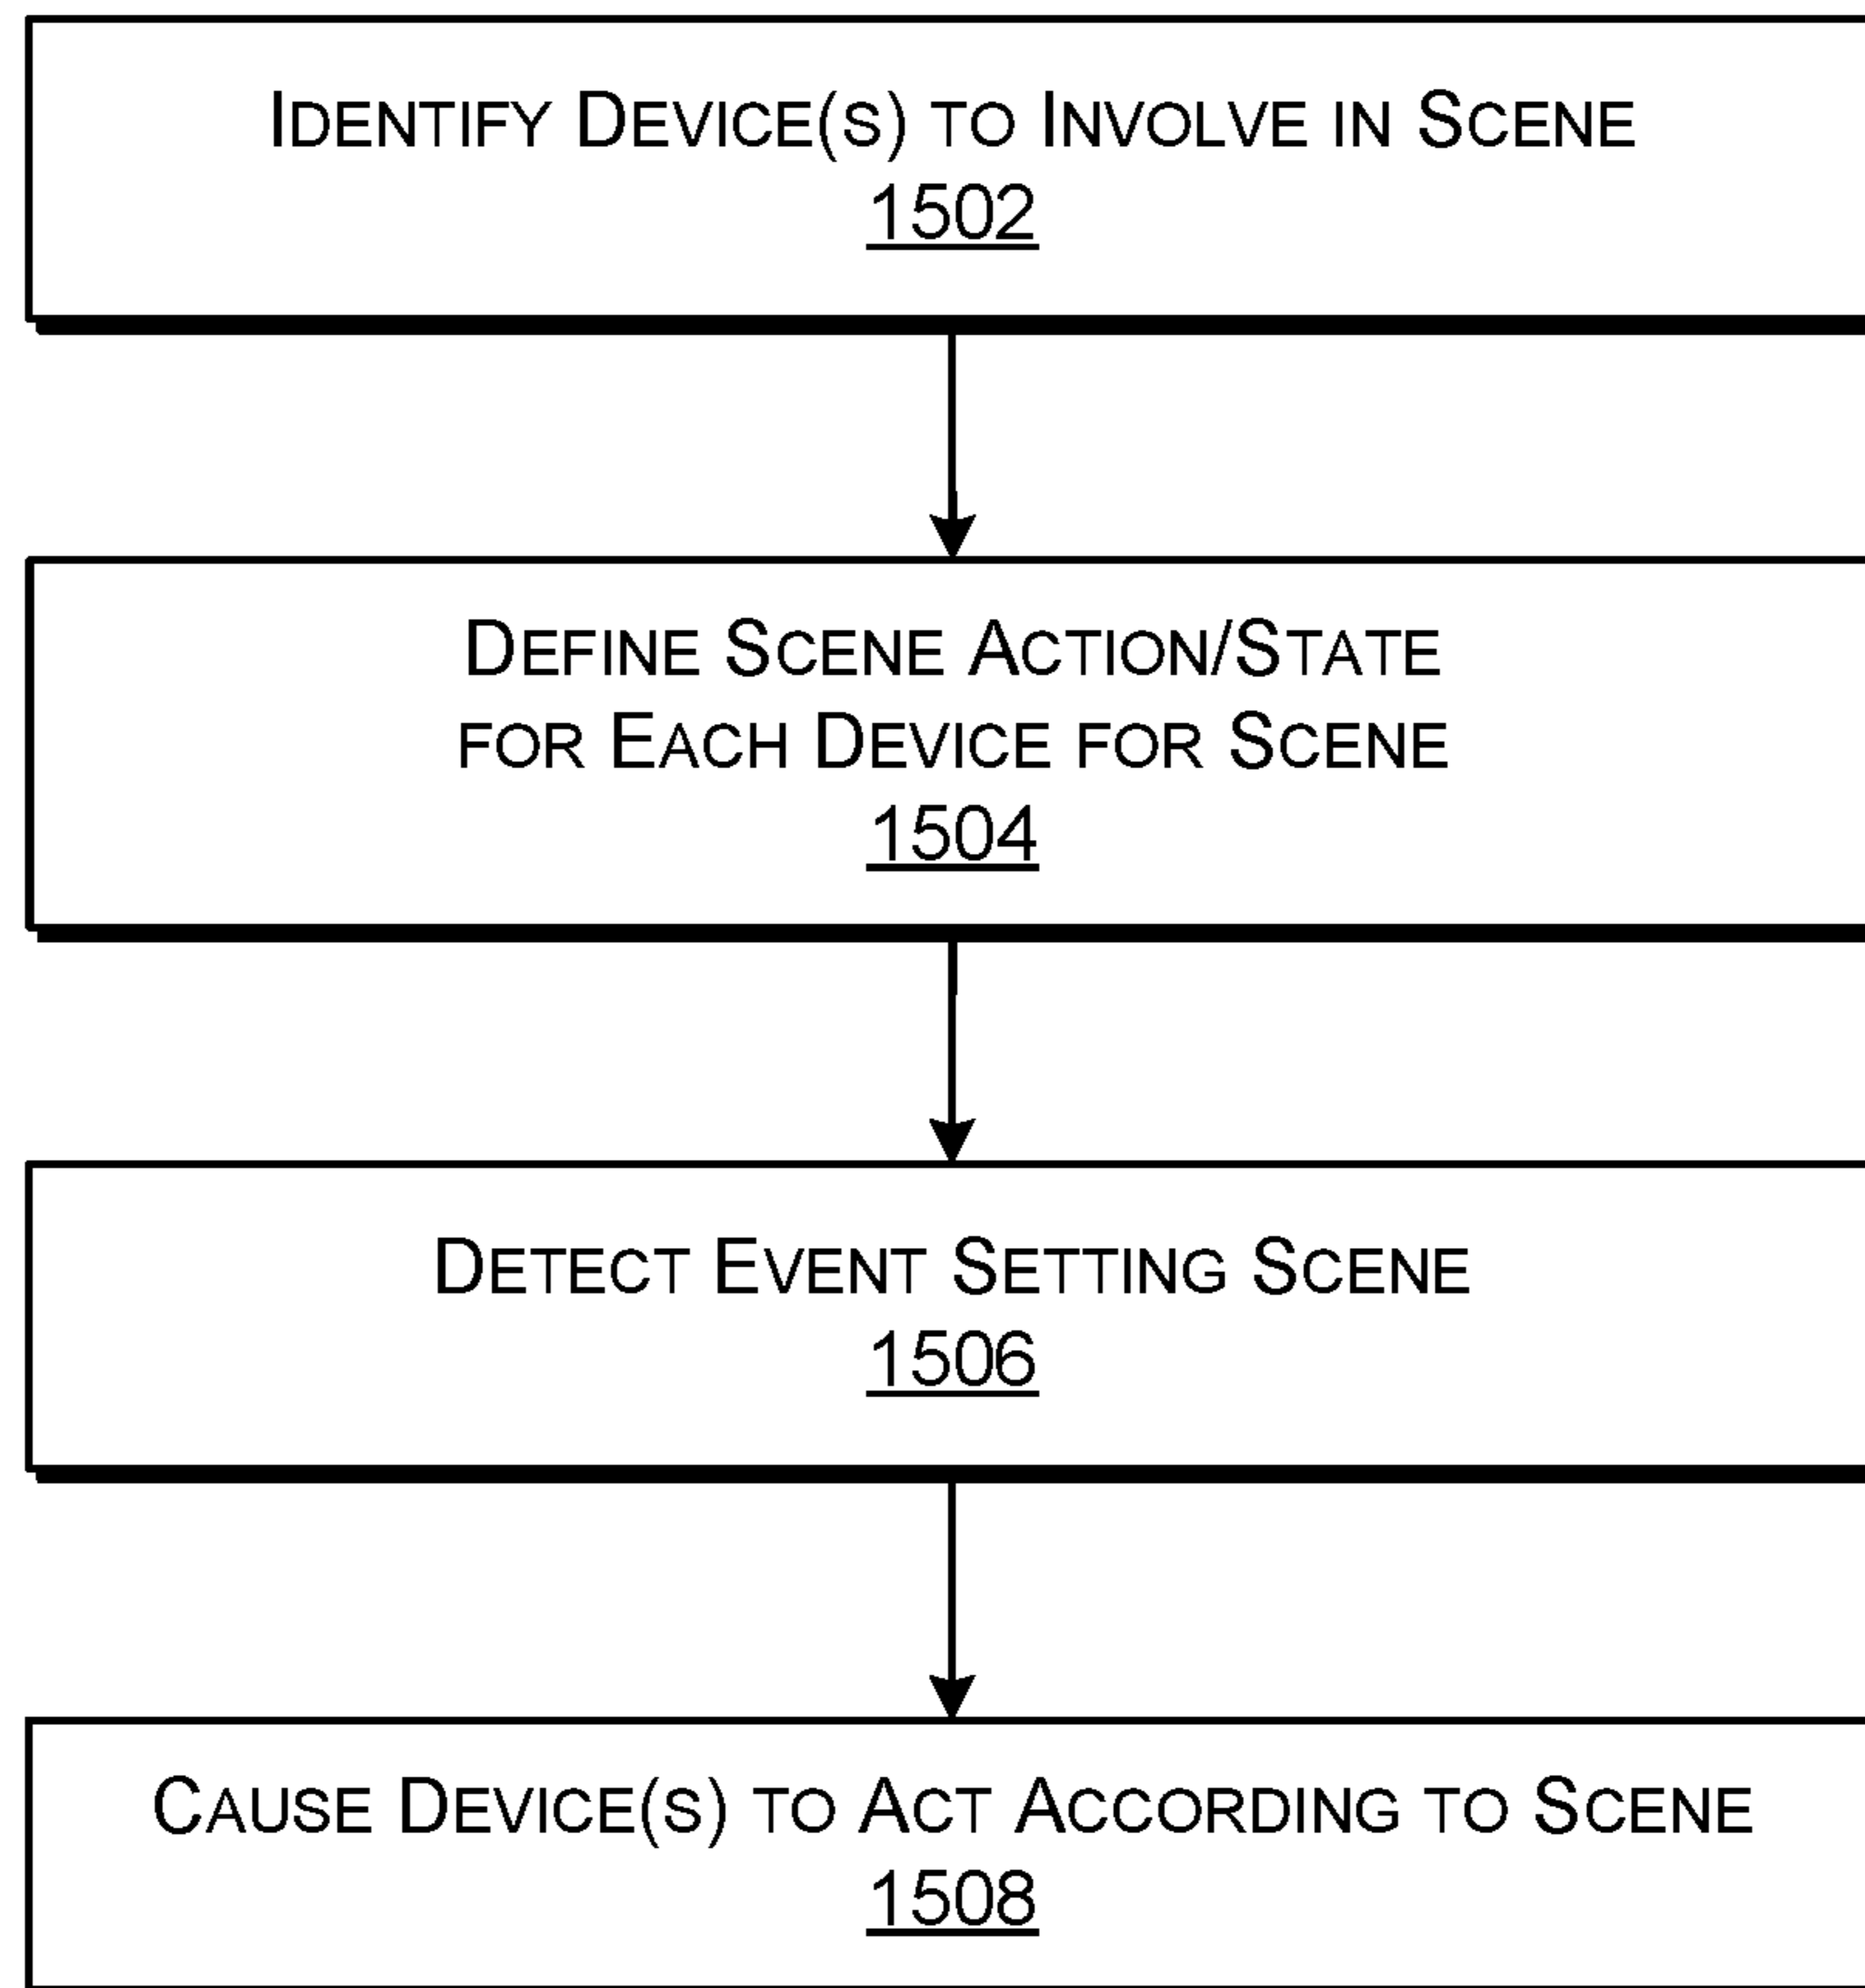 IDENTIFY DEVICE(S) TO INVOLVE IN SCENE
1502
DEFINE SCENE ACTION/STATE
FOR EACH DEVICE FOR SCENE
1504
DETECT EVENT SETTING SCENE
1506
CAUSE DEVICE(S) TO ACT ACCORDING TO SCENE
1508